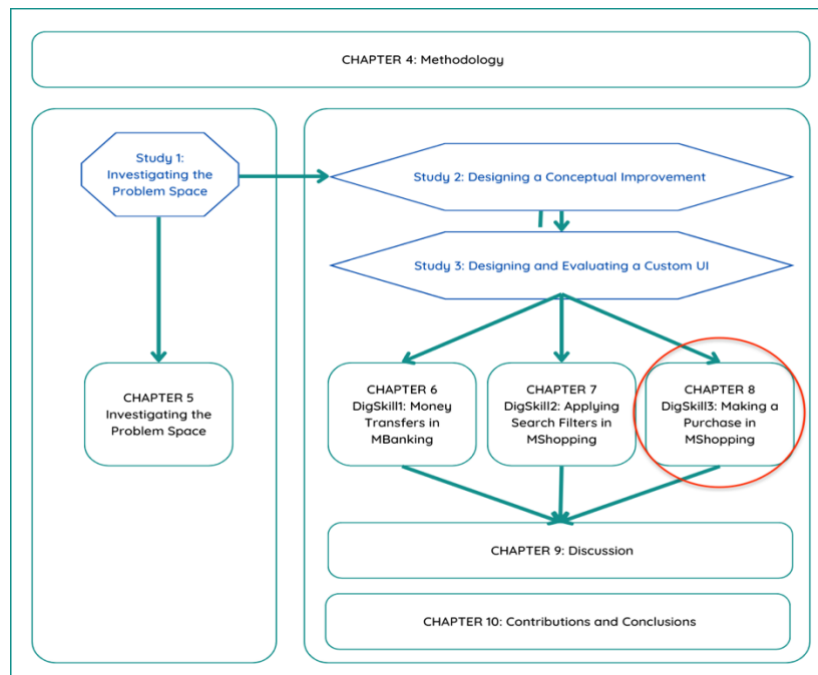 CHAPTER 4: Methodology
Study 1:
Investigating the
Problem Space
Study 2: Designing a Conceptual Improvement
Study 3: Designing and Evaluating a Custom UI
CHAPTER 5
Investigating the
Problem Space
CHAPTER 6
DigSkill1: Money
Transfers in
MBanking
CHAPTER 7
DigSkill2: Applying
Search Filters in
MShopping
CHAPTER 8
DigSkill3: Making a
Purchase in
MShopping
CHAPTER 9: Discussion
CHAPTER 10: Contributions and Conclusions